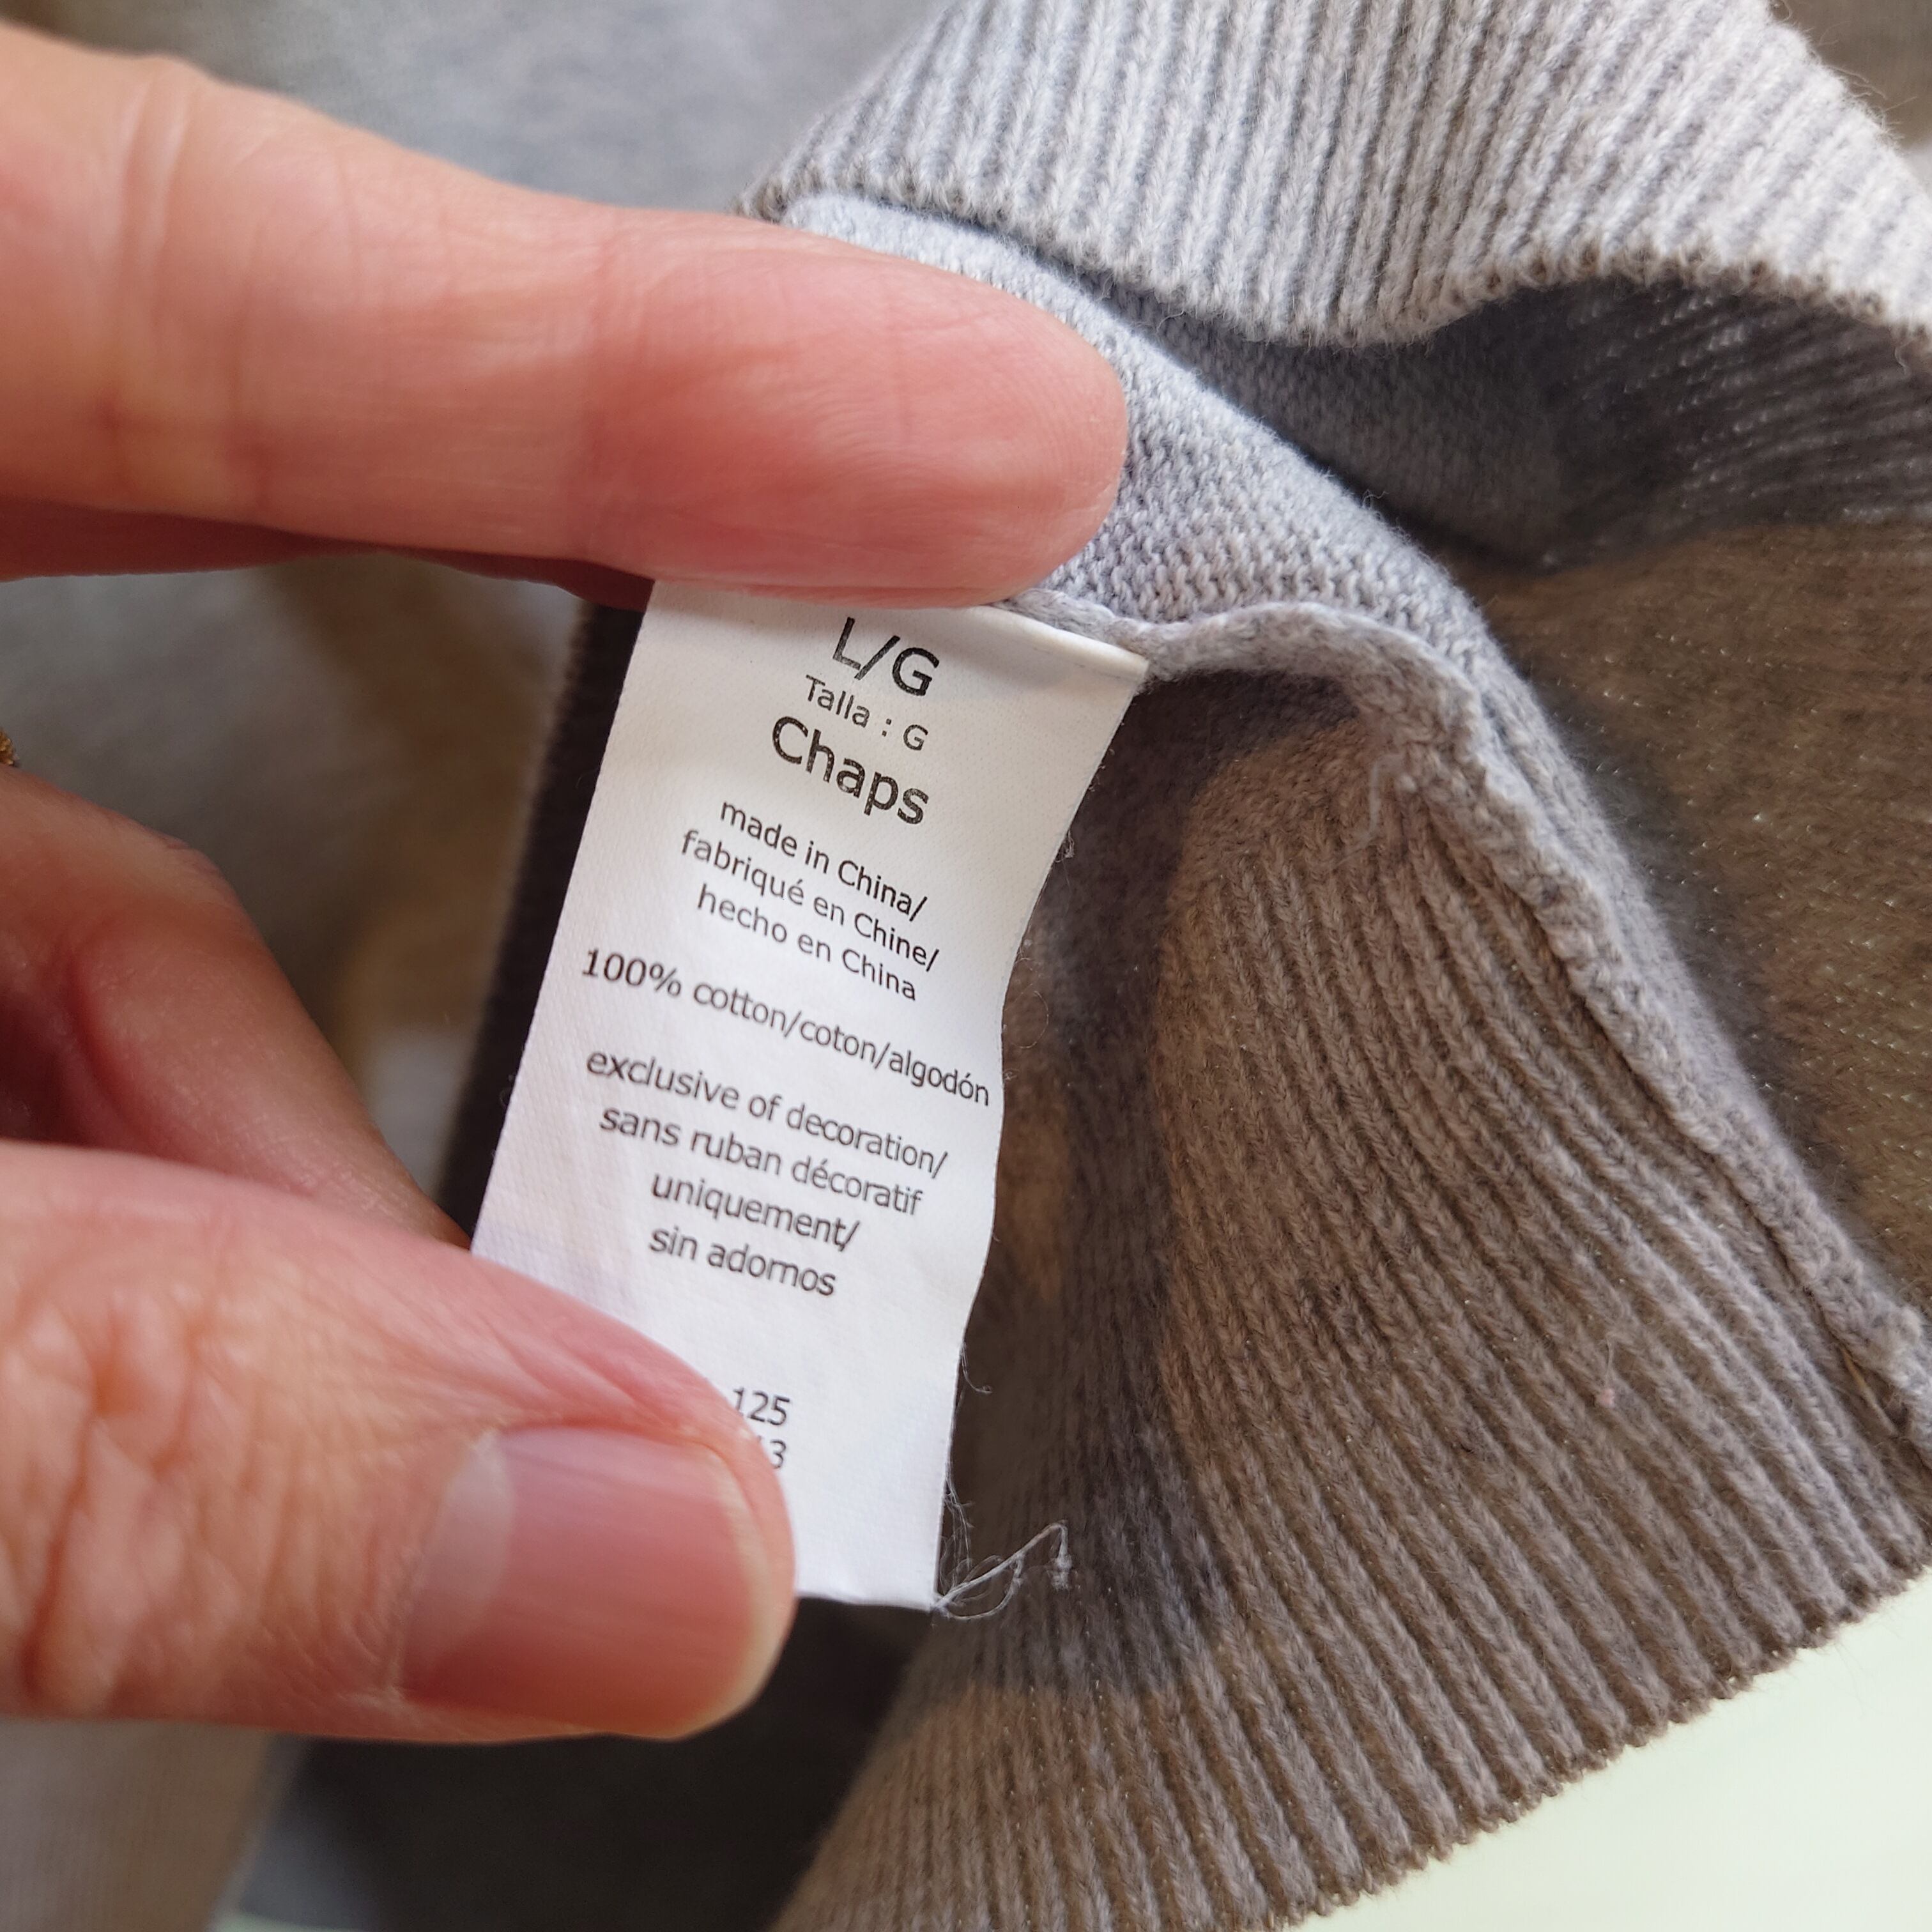 L/G
Talla : G
Chaps
made in China/
fabriqué en Chine/
hecho en China
100% cotton/coton/algodón
exclusive of decoration/
sans ruban décoratif
uniquement/
sin adornos
125